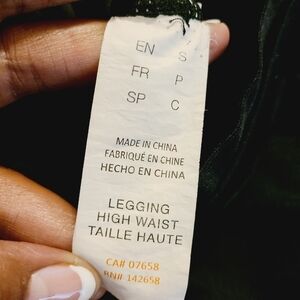 EN S
FR P
SP C
MADE IN CHINA
FABRIQUÉ EN CHINE
HECHO EN CHINA
LEGGING
HIGH WAIST
TAILLE HAUTE
CA# 07658
RN# 142658